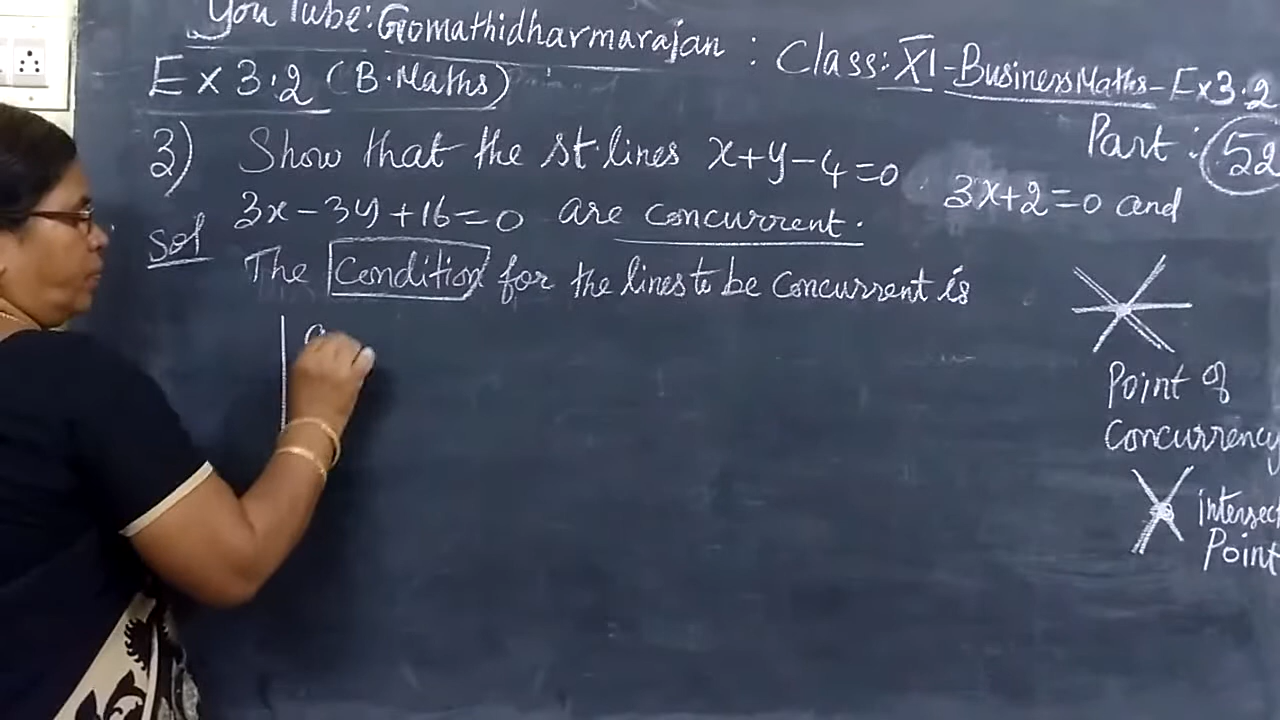 YouTube: Gomathidharmarajan : Class: XI - Business Maths - Ex 3.2
Ex 3.2 (B.Maths)
Part: 52
3) Show that the st.lines x+y-4=0, 3x+2=0 and
3x-3y+16=0 are concurrent.
Sol
The Condition for the lines to be concurrent is
a
Point of
Concurrency
intersect
Point